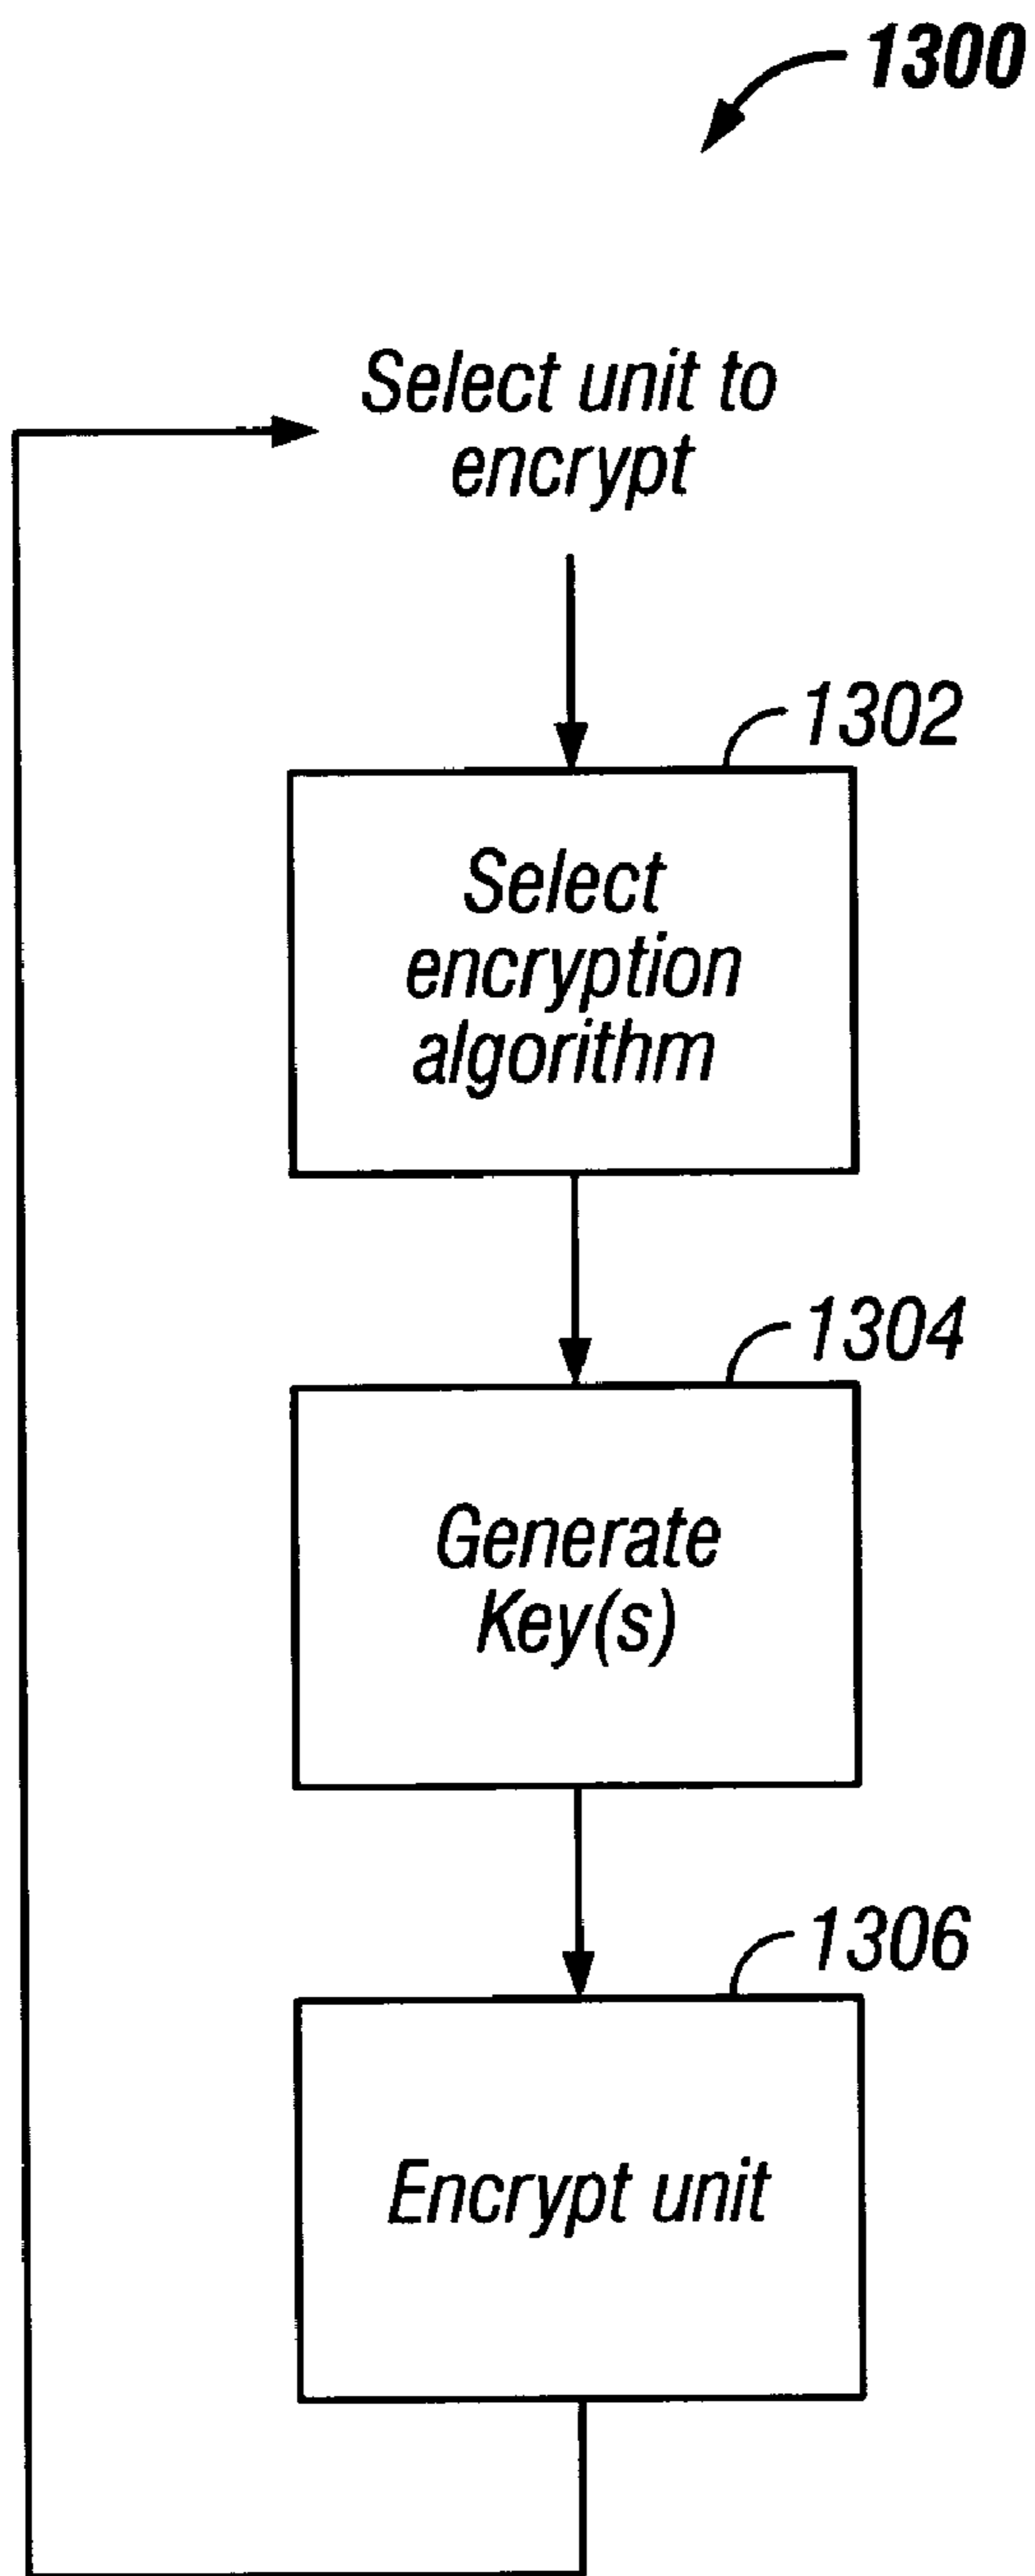 1300
Select unit to
encrypt
1302
Select
encryption
algorithm
1304
Generate
Key(s)
1306
Encrypt unit